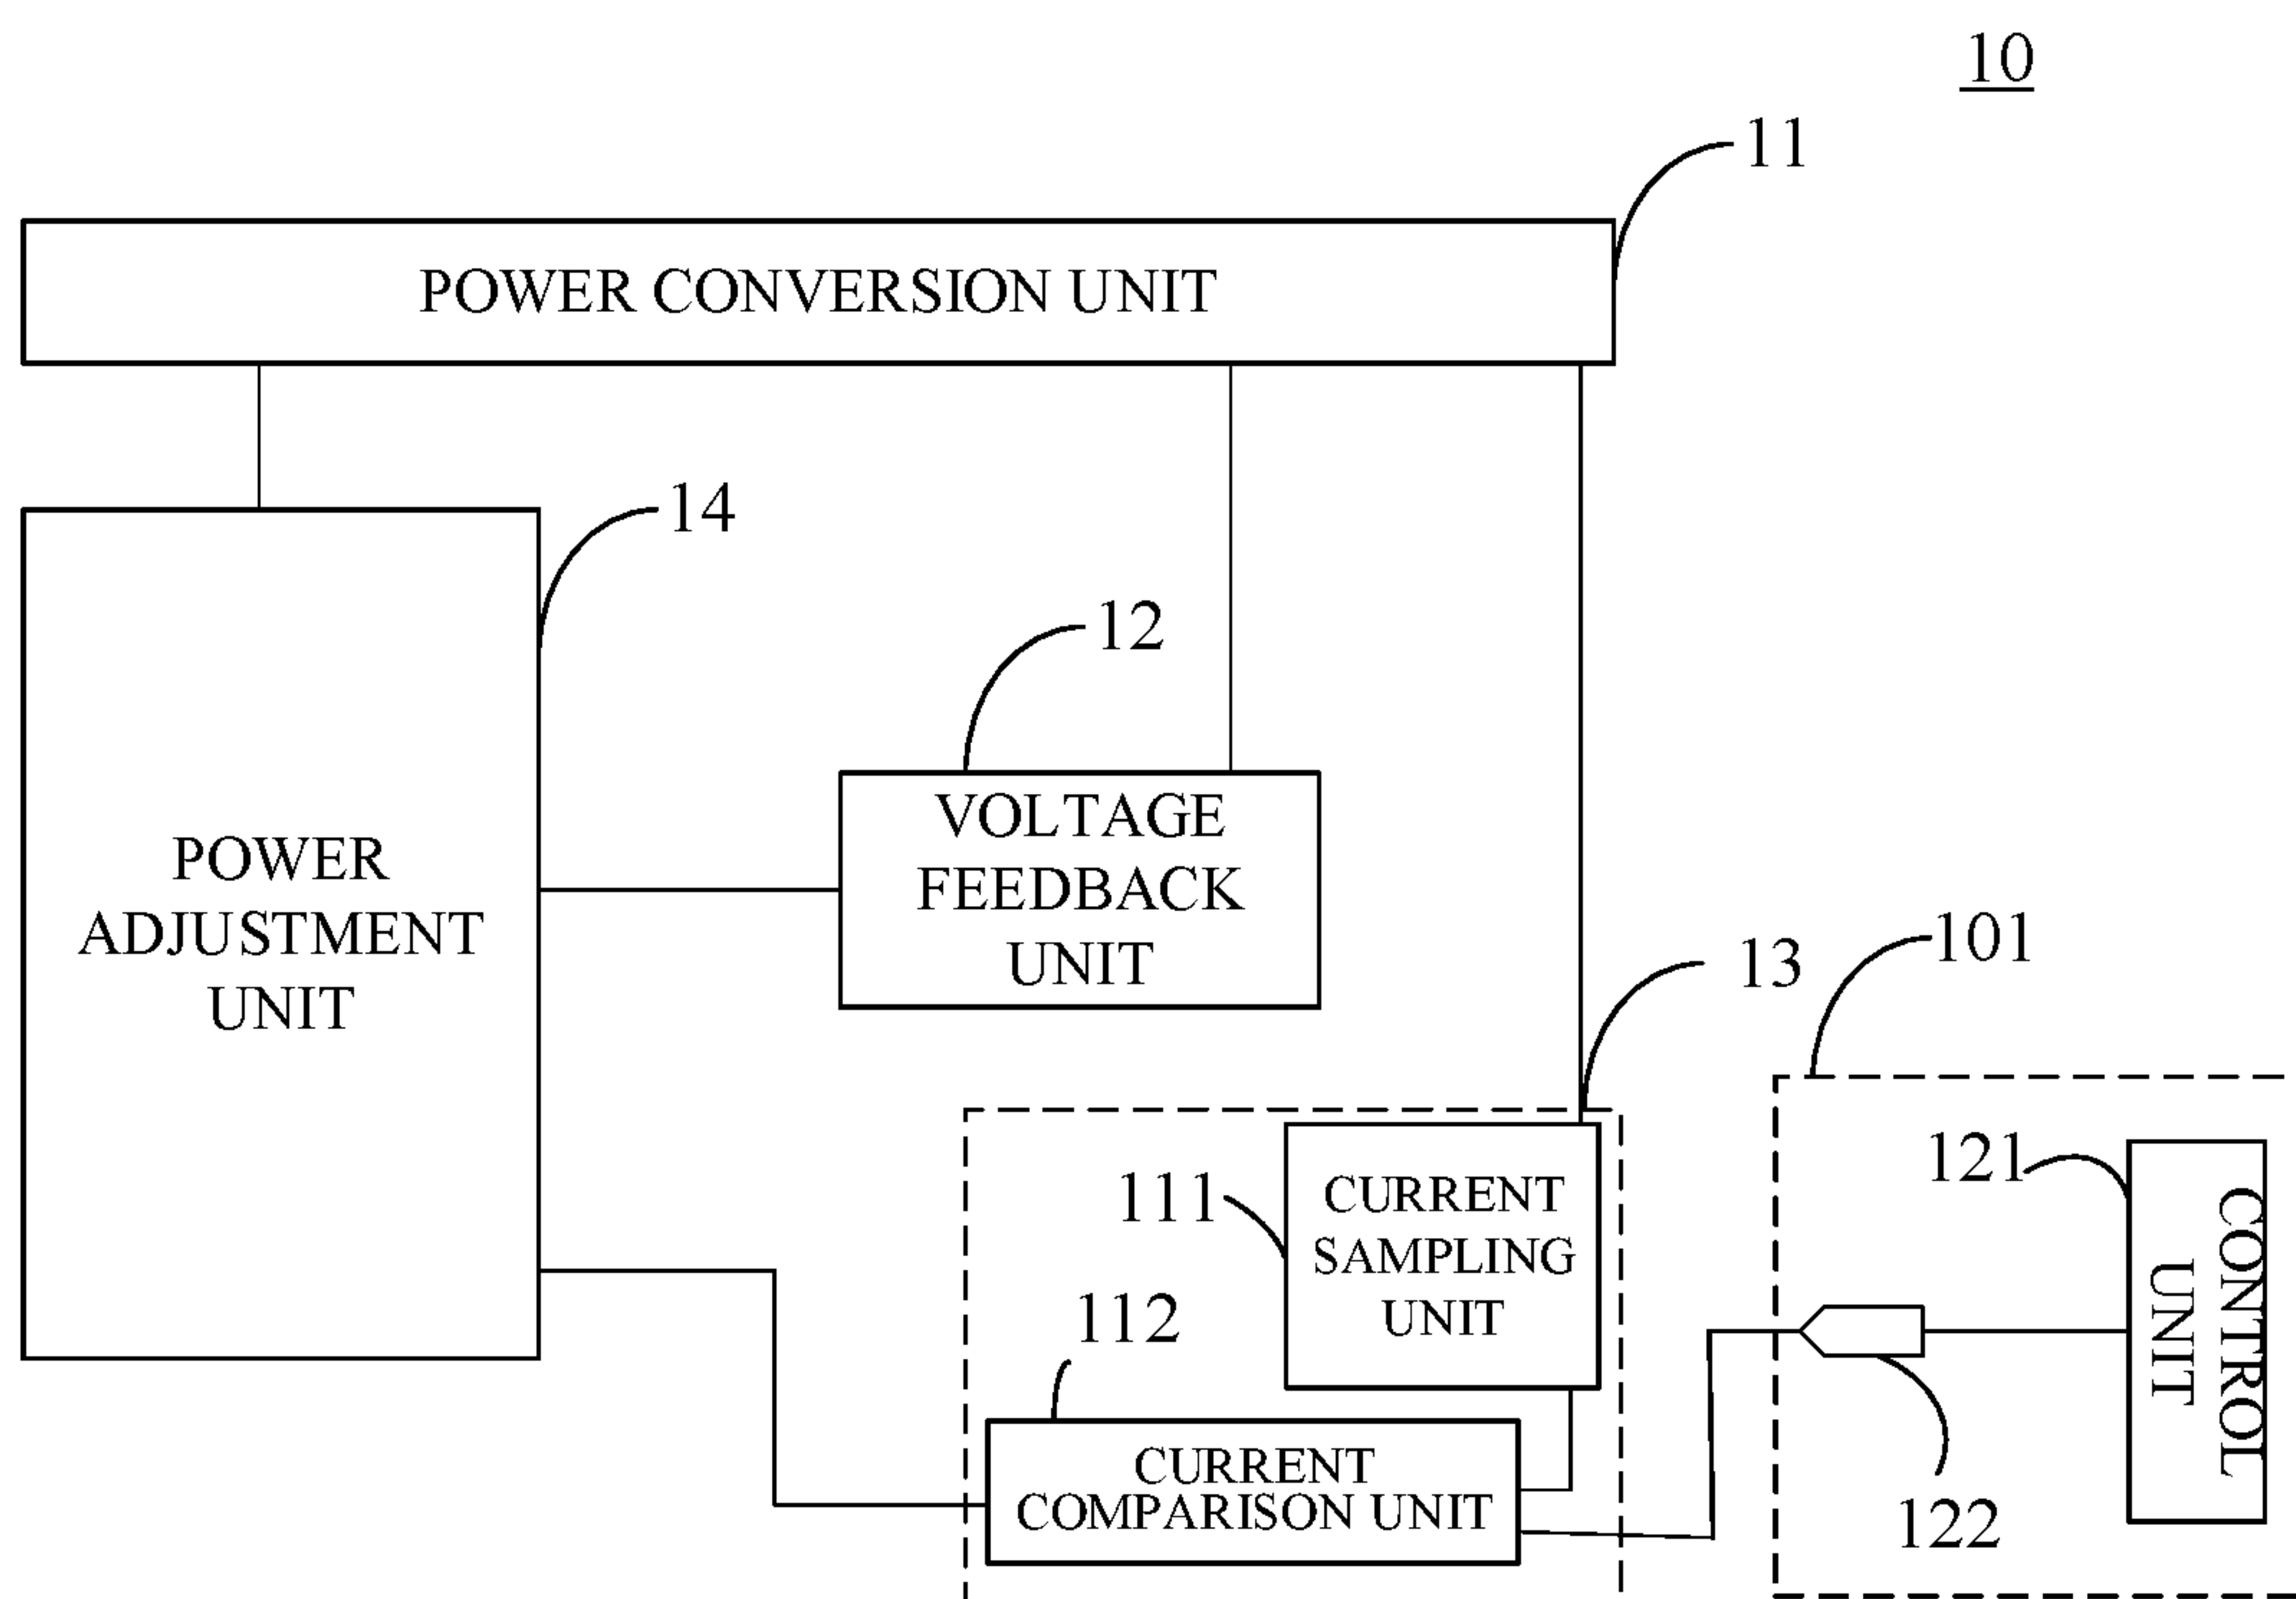 10
11
POWER CONVERSION UNIT
14
12
VOLTAGE
FEEDBACK
UNIT
POWER
ADJUSTMENT
UNIT
13
101
111
CURRENT
SAMPLING
UNIT
121
CONTROL
UNIT
112
CURRENT
COMPARISON UNIT
122